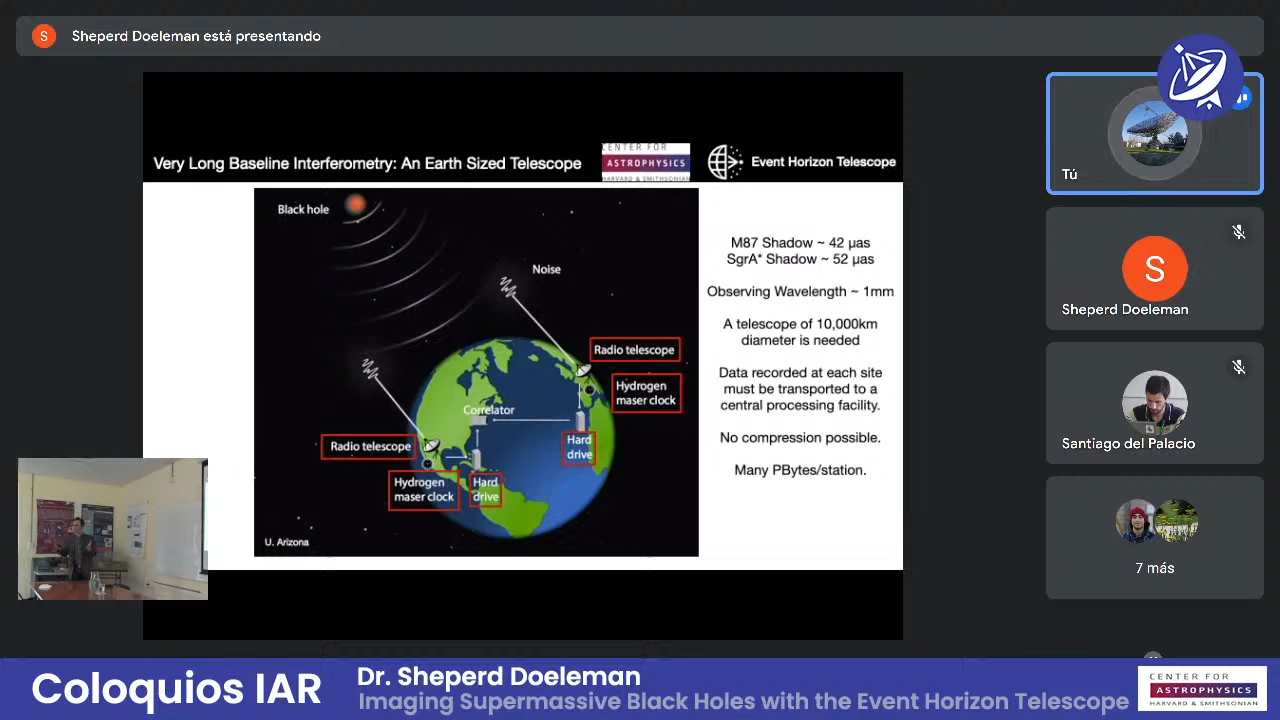 S
Sheperd Doeleman está presentando
Very Long Baseline Interferometry: An Earth Sized Telescope
CENTER FOR
ASTROPHYSICS
HARVARD & SMITHSONIAN
Event Horizon Telescope
Black hole
Noise
Radio telescope
Hydrogen
maser clock
Correlator
Hard
drive
Radio telescope
Hydrogen
maser clock
Hard
drive
U. Arizona
M87 Shadow ~ 42 µas
SgrA* Shadow ~ 52 µas
Observing Wavelength ~ 1mm
A telescope of 10,000km
diameter is needed
Data recorded at each site
must be transported to a
central processing facility.
No compression possible.
Many PBytes/station.
Tú
S
Sheperd Doeleman
Santiago del Palacio
7 más
Coloquios IAR
Dr. Sheperd Doeleman
Imaging Supermassive Black Holes with the Event Horizon Telescope
CENTER FOR
ASTROPHYSICS
HARVARD & SMITHSONIAN